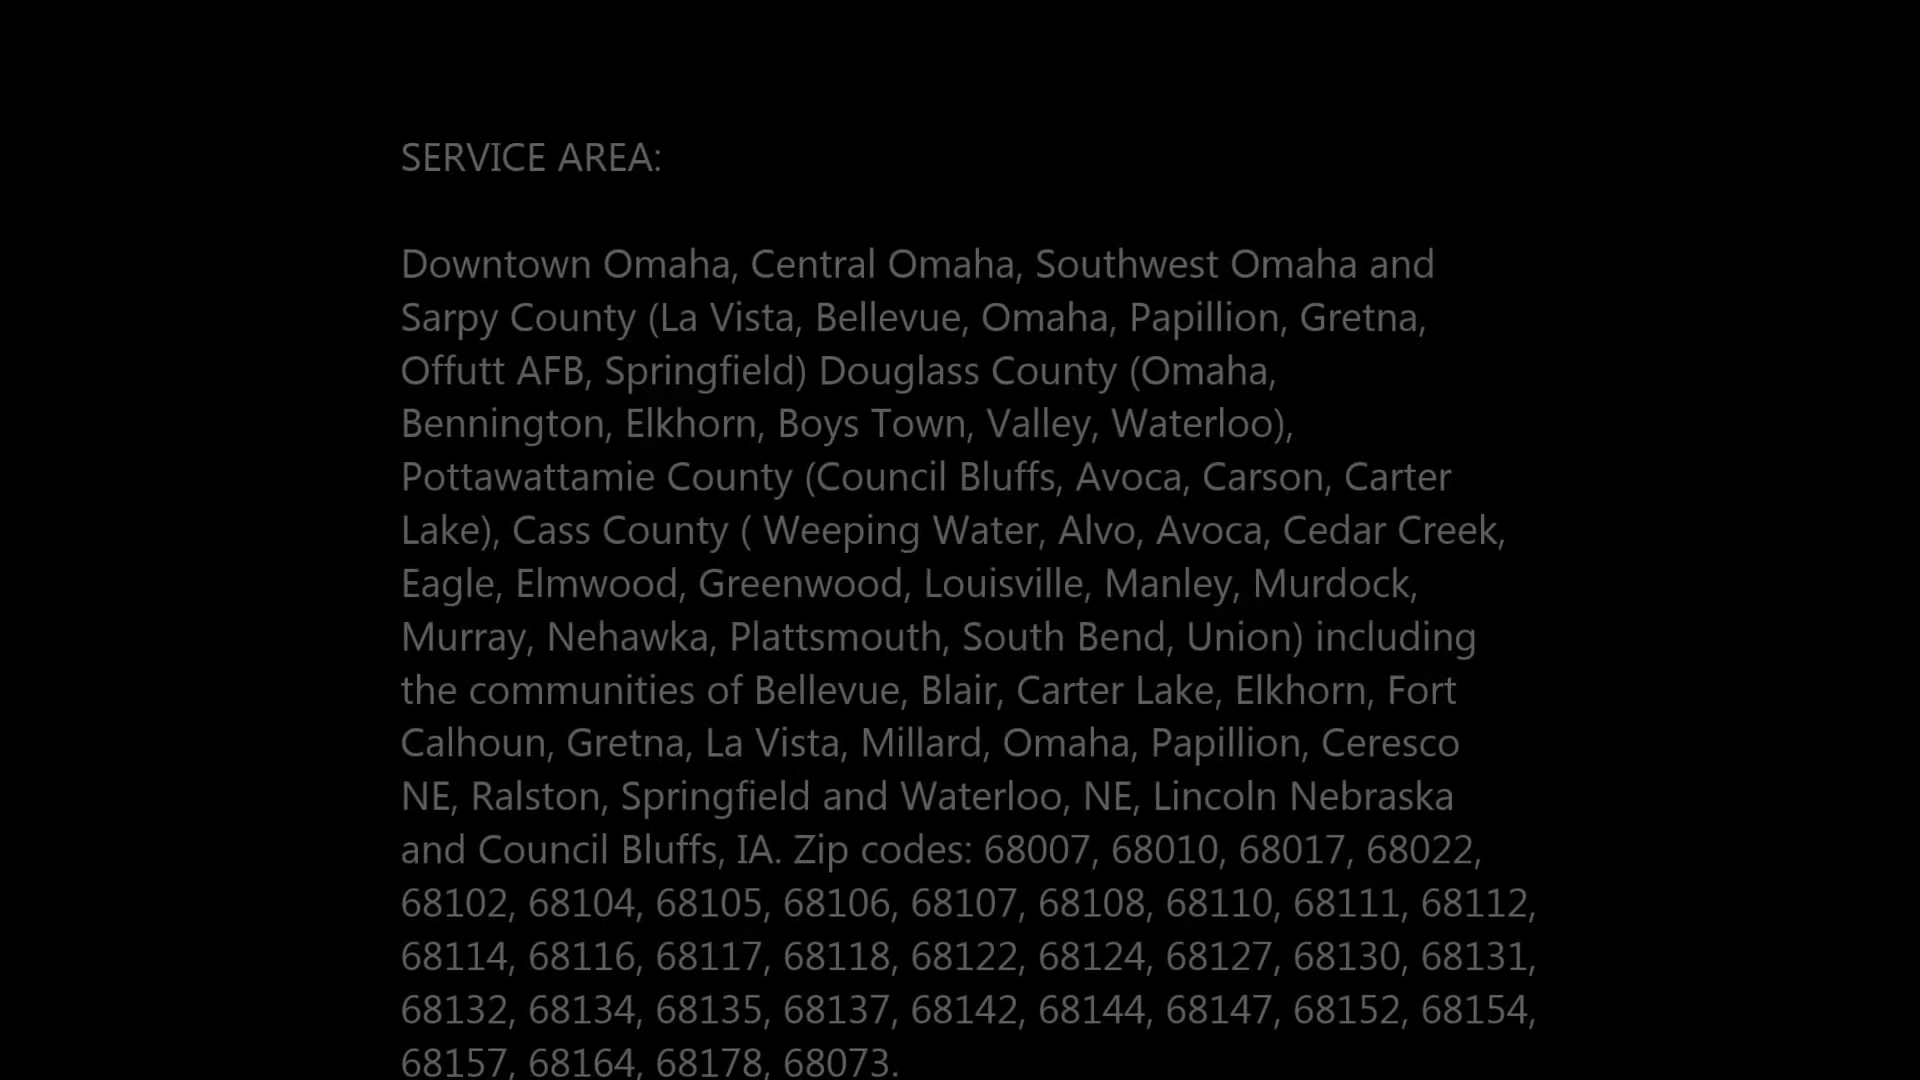 SERVICE AREA:
Downtown Omaha, Central Omaha, Southwest Omaha and
Sarpy County (La Vista, Bellevue, Omaha, Papillion, Gretna,
Offutt AFB, Springfield) Douglass County (Omaha,
Bennington, Elkhorn, Boys Town, Valley, Waterloo),
Pottawattamie County (Council Bluffs, Avoca, Carson, Carter
Lake), Cass County ( Weeping Water, Alvo, Avoca, Cedar Creek,
Eagle, Elmwood, Greenwood, Louisville, Manley, Murdock,
Murray, Nehawka, Plattsmouth, South Bend, Union) including
the communities of Bellevue, Blair, Carter Lake, Elkhorn, Fort
Calhoun, Gretna, La Vista, Millard, Omaha, Papillion, Ceresco
NE, Ralston, Springfield and Waterloo, NE, Lincoln Nebraska
and Council Bluffs, IA. Zip codes: 68007, 68010, 68017, 68022,
68102, 68104, 68105, 68106, 68107, 68108, 68110, 68111, 68112,
68114, 68116, 68117, 68118, 68122, 68124, 68127, 68130, 68131,
68132, 68134, 68135, 68137, 68142, 68144, 68147, 68152, 68154,
68157, 68164, 68178, 68073.